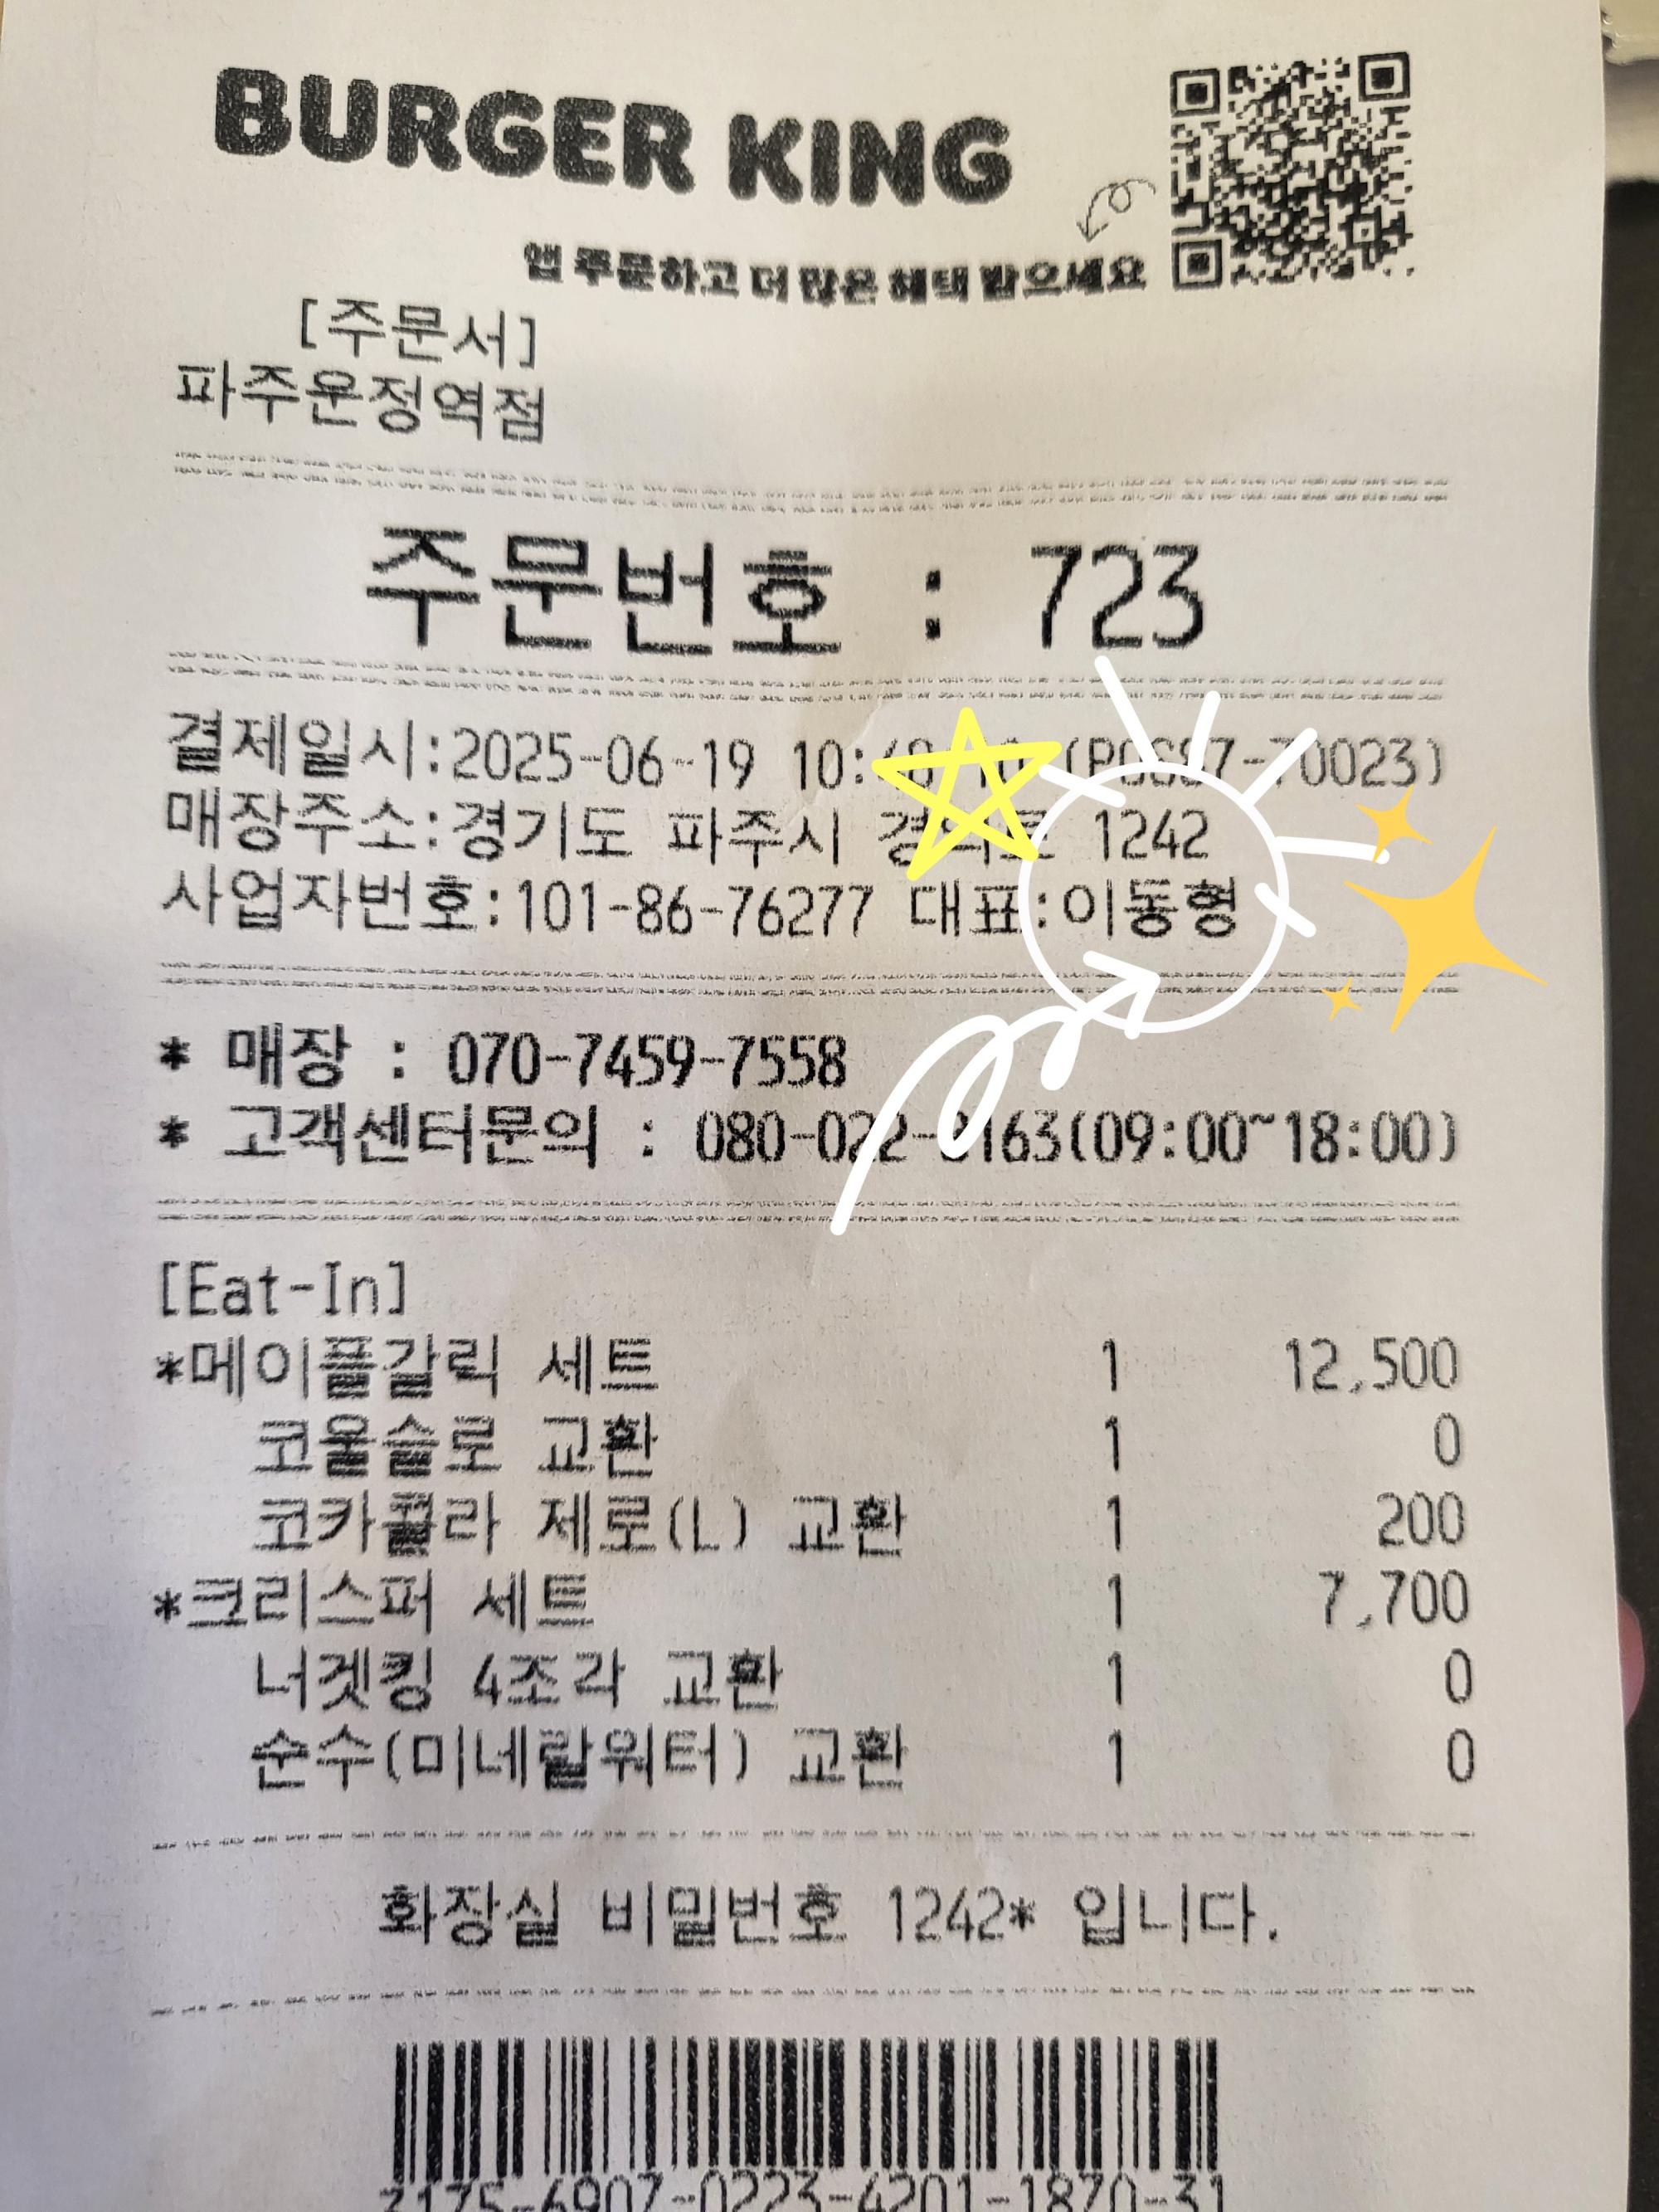 BURGER KING
앱 주문하고 더 많은 혜택 받으세요
[주문서]
파주운정역점
주문번호 : 723
결제일시:2025-06-19
매장주소:경기도 파주시 1242
사업자번호:101-86-76277 대표:이동형
* 매장 : 070-7459-7558
* 고객센터문의 :
[Eat-In]
*메이플갈릭 세트 1 12,500
코울슬로 교환 1 0
코카콜라 제로(L) 교환 1 200
*크리스퍼 세트 1 7,700
너겟킹 4조각 교환 1 0
순수(미네랄워터) 교환 1 0
화장실 비밀번호 1242* 입니다.
3175-6907-0223-4201-1870-31